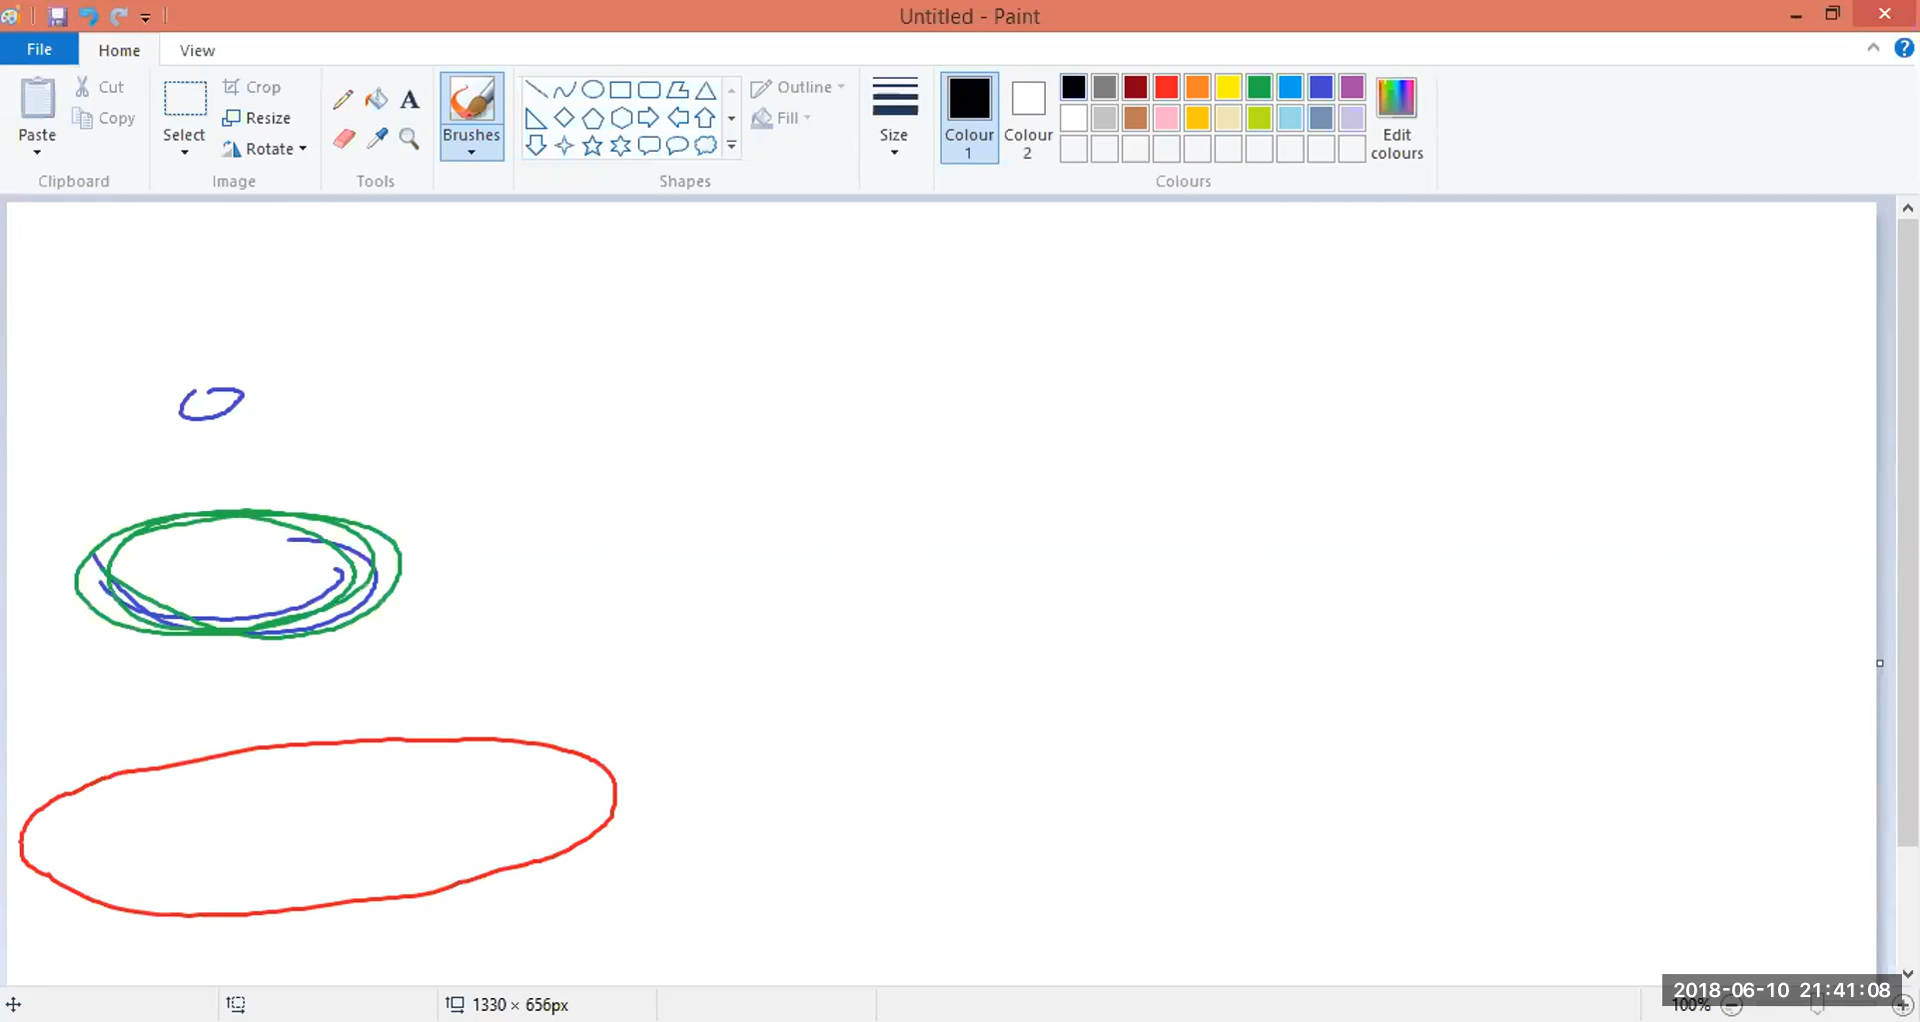 Untitled - Paint
File Home View
Paste
Cut
Copy
Clipboard
Select
Crop
Resize
Rotate
Image
A
Tools
Brushes
Shapes
Outline
Fill
Size
Colour
1
Colour
2
Edit
colours
Colours
1330 × 656px
100%
2018-06-10 21:41:08